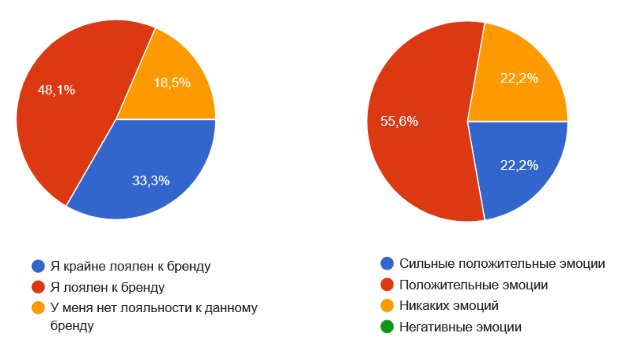 48,1%
18,5%
33,3%
Я крайне лоялен к бренду
Я лоялен к бренду
У меня нет лояльности к данному
бренду
55,6%
22,2%
22,2%
Сильные положительные эмоции
Положительные эмоции
Никаких эмоций
Негативные эмоции